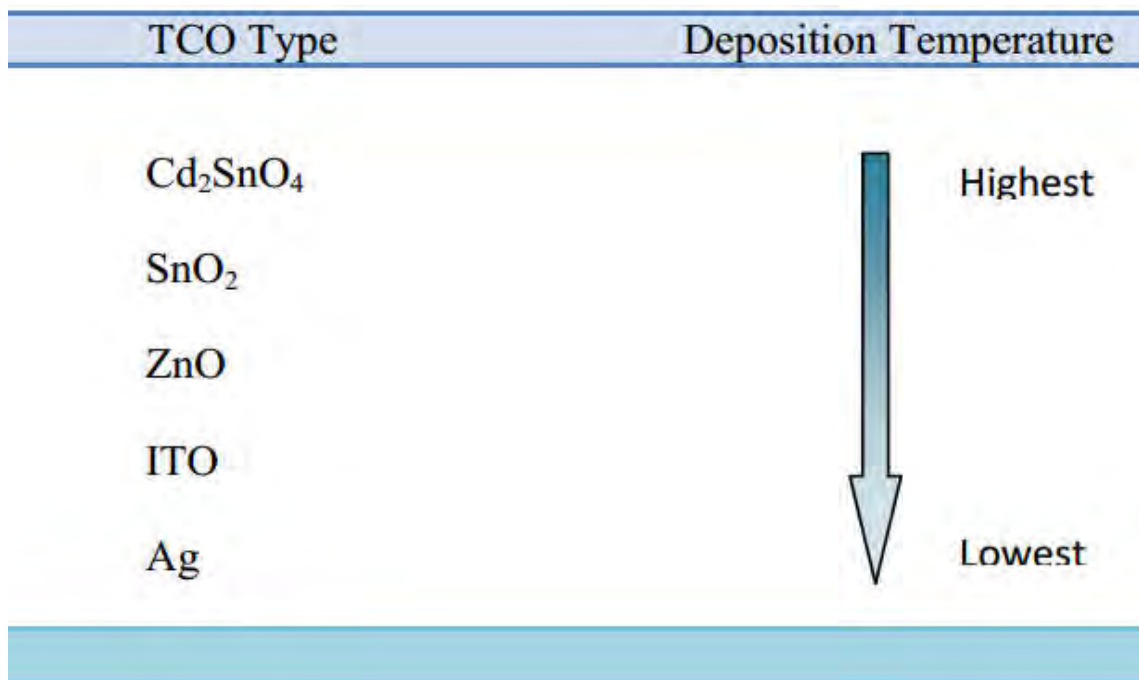 TCO Type Deposition Temperature
Cd₂SnO₄ Highest
SnO₂
ZnO
ITO
Ag Lowest